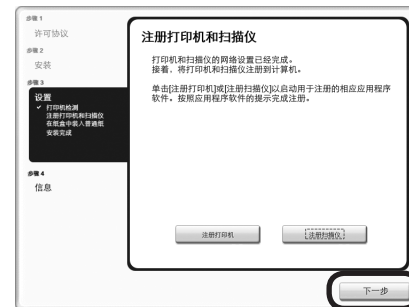 步骤 1
许可协议
步骤 2
安装
步骤 3
设置
✓ 打印机检测
注册打印机和扫描仪
在纸盒中装入普通纸
安装完成
步骤 4
信息
注册打印机和扫描仪
打印机和扫描仪的网络设置已经完成。
接着，将打印机和扫描仪注册到计算机。
单击[注册打印机]或[注册扫描仪]以启动用于注册的相应应用程序
软件。按照应用程序软件的提示完成注册。
注册打印机
注册扫描仪
下一步